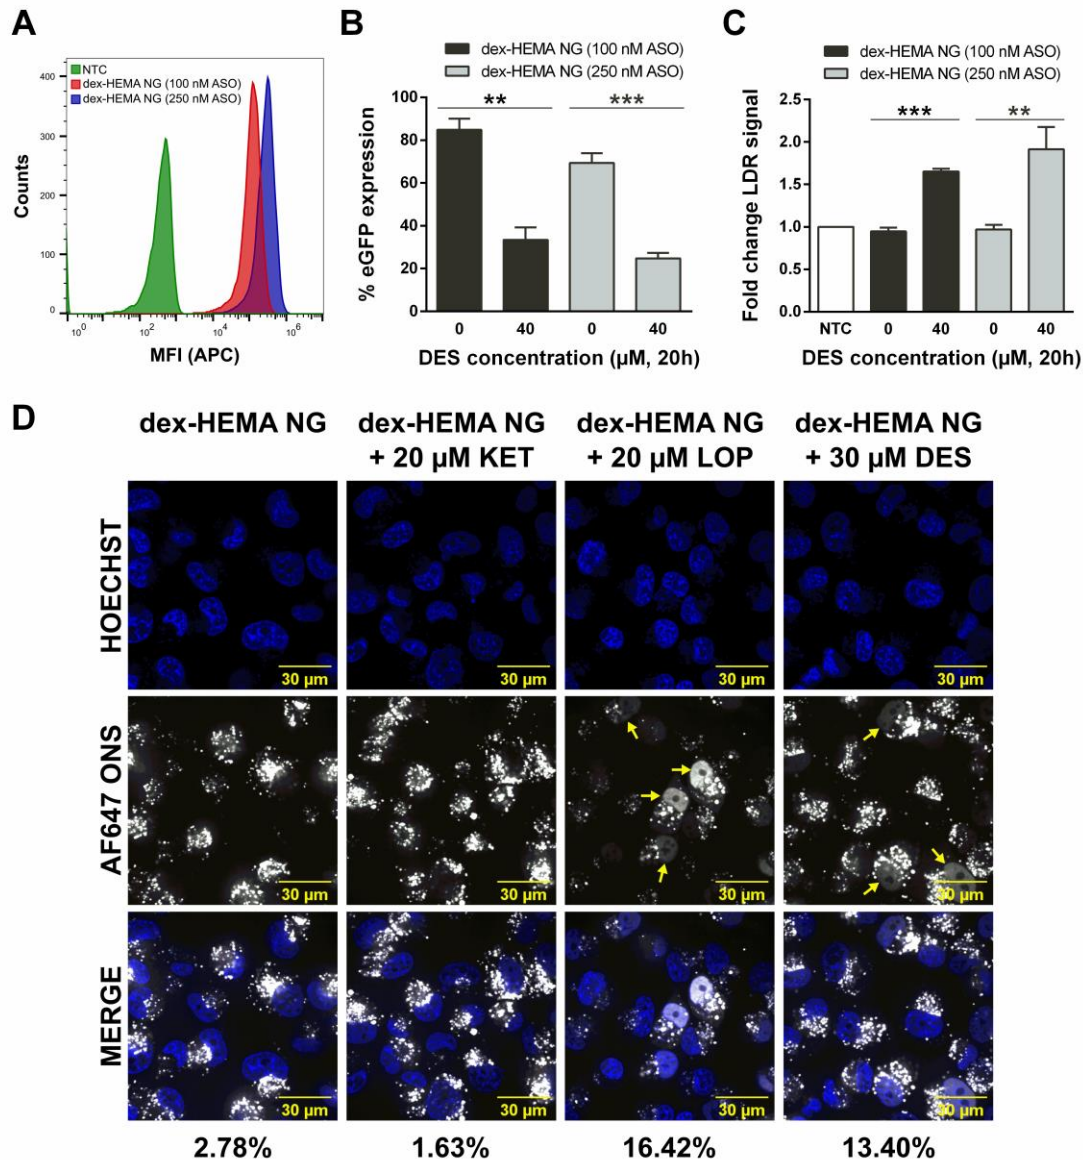 A
NTC
dex-HEMA NG (100 nM ASO)
dex-HEMA NG (250 nM ASO)
Counts
400
300
200
100
0
10^0
10^2
10^4
10^6
MFI (APC)
B
dex-HEMA NG (100 nM ASO)
dex-HEMA NG (250 nM ASO)
% eGFP expression
100
80
60
40
20
** ***
0 40 0 40
DES concentration (µM, 20h)
C
dex-HEMA NG (100 nM ASO)
dex-HEMA NG (250 nM ASO)
Fold change LDR signal
2.5
2.0
1.5
1.0
0.5
0.0
*** **
NTC 0 40 0 40
DES concentration (µM, 20h)
D
dex-HEMA NG
dex-HEMA NG
+ 20 µM KET
dex-HEMA NG
+ 20 µM LOP
dex-HEMA NG
+ 30 µM DES
HOECHST
30 µm
30 µm
30 µm
30 µm
AF647 ONS
30 µm
30 µm
30 µm
30 µm
MERGE
30 µm
30 µm
30 µm
30 µm
2.78%
1.63%
16.42%
13.40%